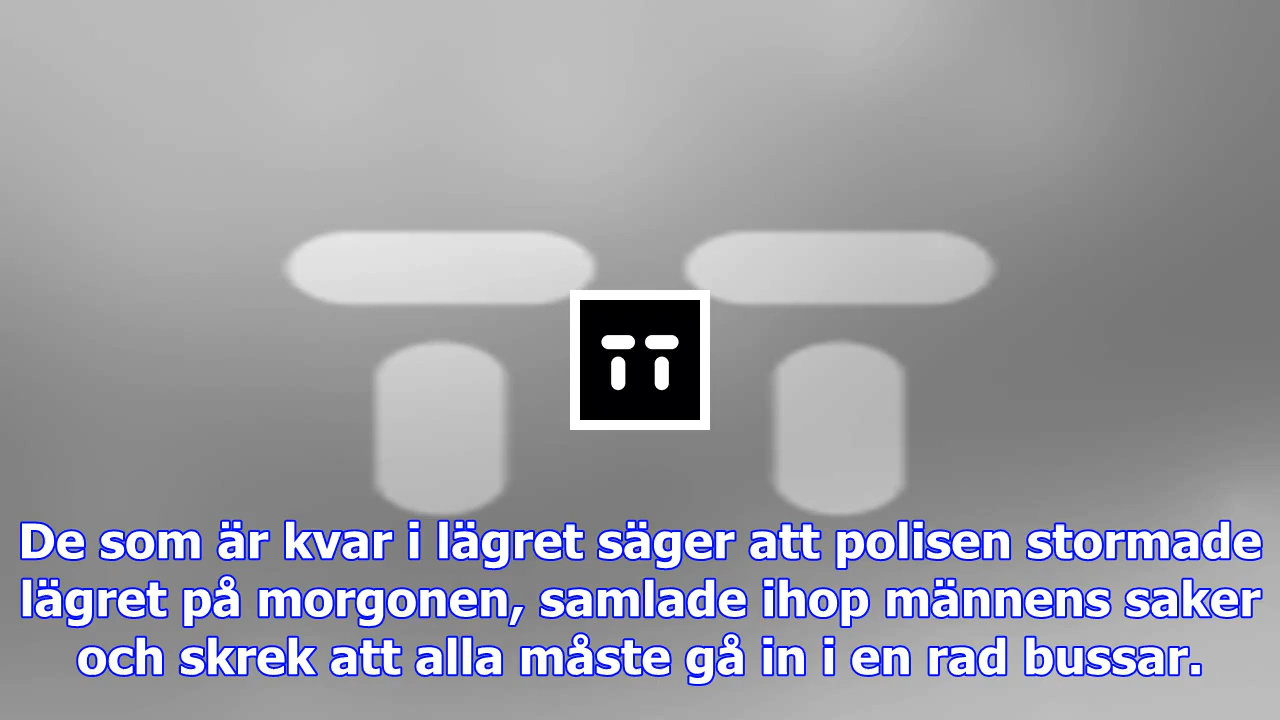 De som är kvar i lägret säger att polisen stormade
lägret på morgonen, samlade ihop männens saker
och skrek att alla måste gå in i en rad bussar.